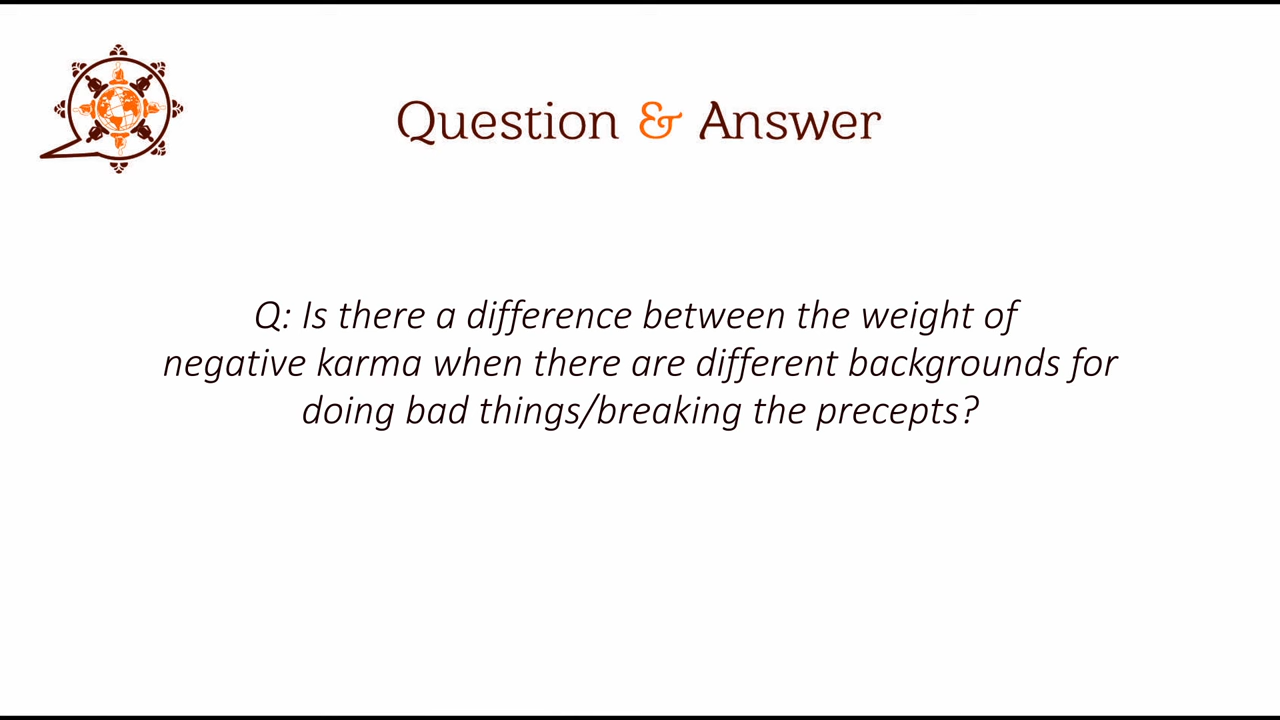 Question & Answer
Q: Is there a difference between the weight of
negative karma when there are different backgrounds for
doing bad things/breaking the precepts?